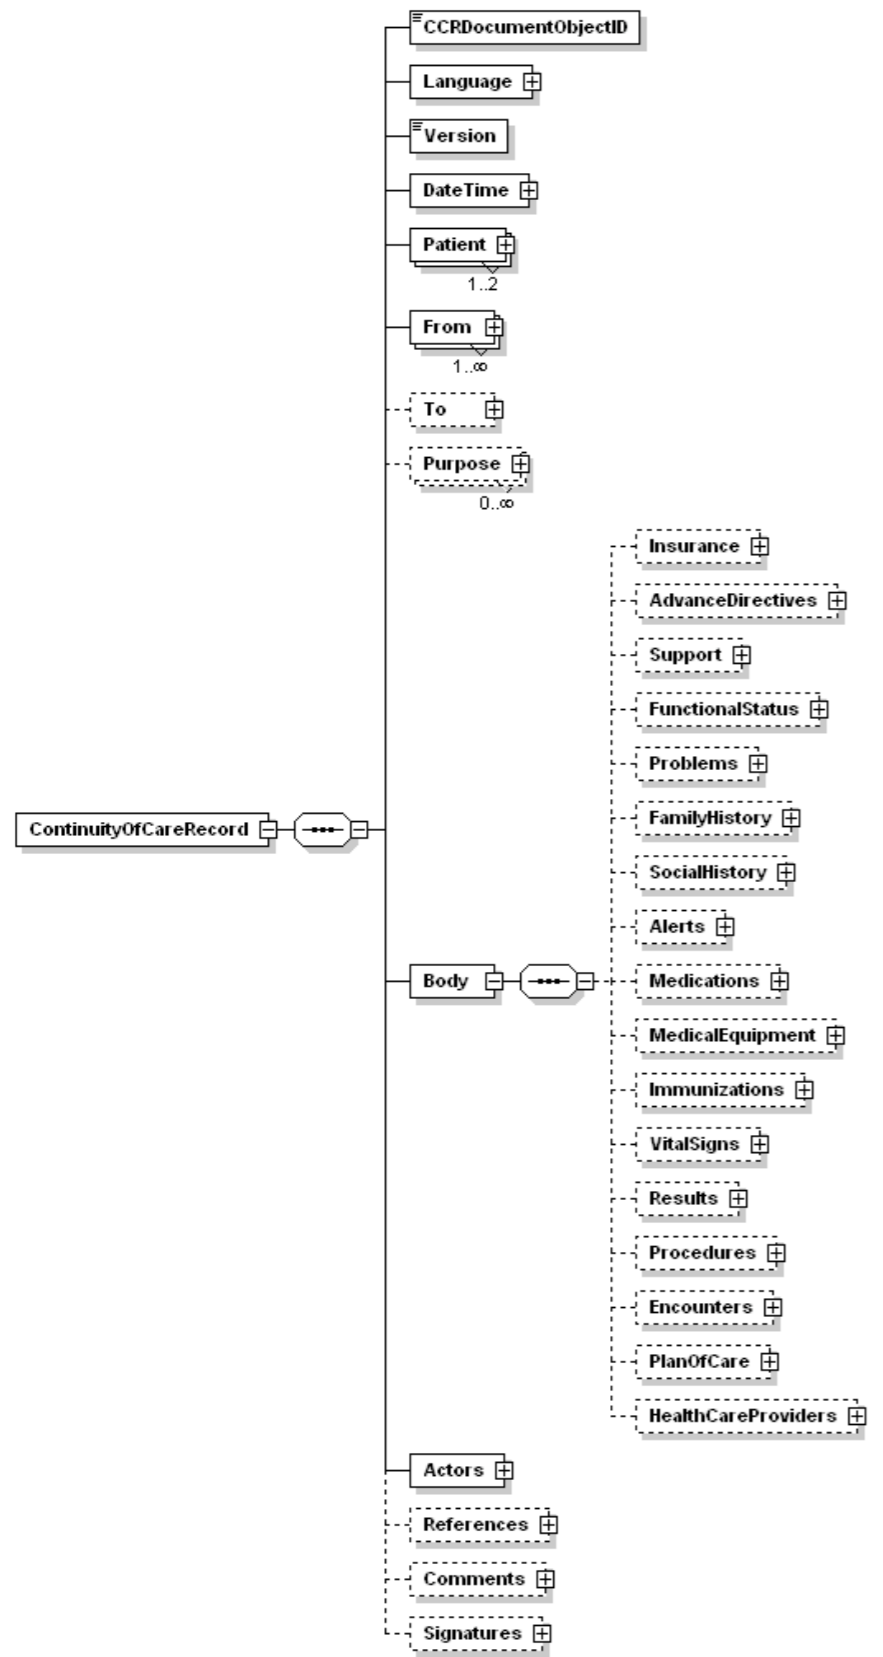 CCRDocumentObjectID
Language
Version
DateTime
Patient
1..2
From
1..∞
To
Purpose
0..∞
Insurance
AdvanceDirectives
Support
FunctionalStatus
Problems
FamilyHistory
SocialHistory
Alerts
ContinuityOfCareRecord
Body
Medications
MedicalEquipment
Immunizations
VitalSigns
Results
Procedures
Encounters
PlanOfCare
HealthCareProviders
Actors
References
Comments
Signatures